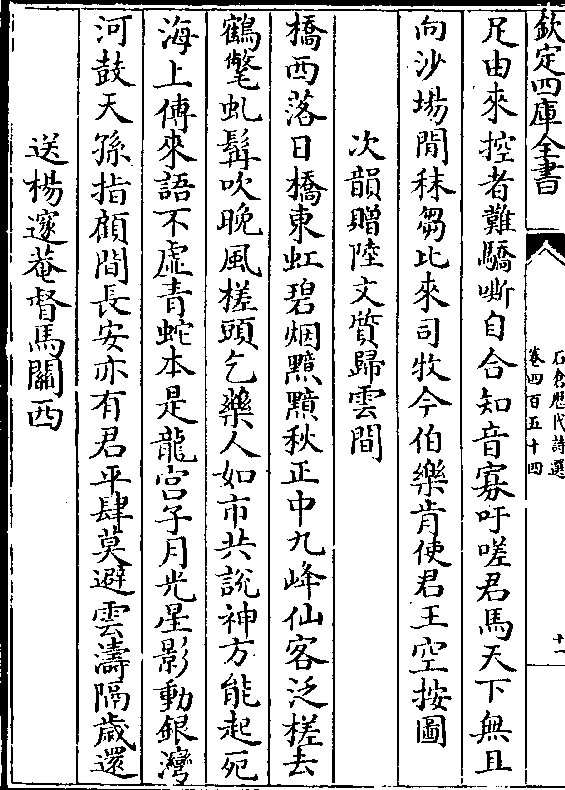 欽定四庫全書
石倉歴代詩選
卷四百五十四
十一
足由來控者難驕嘶自合知音寡吁嗟君馬天下無且
向沙場閒秣芻比來司牧今伯樂肯使君王空按圖
次韻贈陸文質歸雲間
橋西落日橋東虹碧烟黯黯秋正中九峰仙客泛槎去
鶴氅虬髯吹晚風槎頭乞藥人如市共說神方能起死
海上傳來語不虛青蛇本是龍宮子月光星影動銀灣
河鼓天孫指顧間長安亦有君平肆莫避雲濤隔歲還
送楊邃菴督馬關西